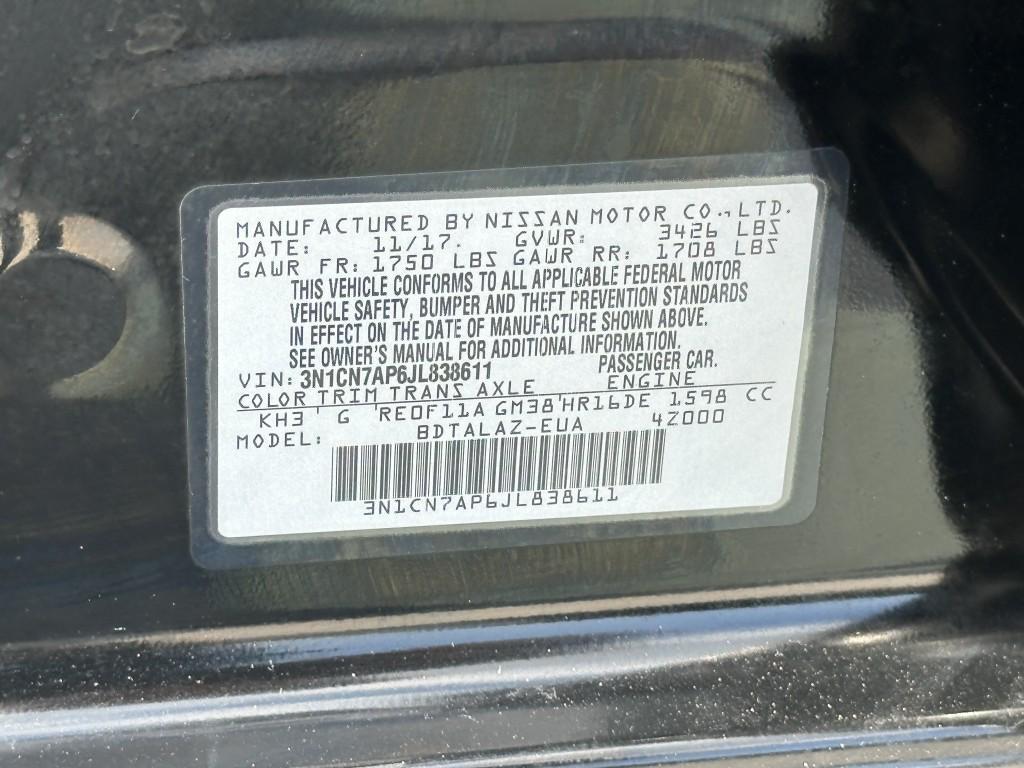 MANUFACTURED BY NISSAN MOTOR CO., LTD.
DATE: 11/17. GVWR: 3426 LBS
GAWR FR: 1750 LBS GAWR RR: 1708 LBS
THIS VEHICLE CONFORMS TO ALL APPLICABLE FEDERAL MOTOR
VEHICLE SAFETY, BUMPER AND THEFT PREVENTION STANDARDS
IN EFFECT ON THE DATE OF MANUFACTURE SHOWN ABOVE.
SEE OWNER'S MANUAL FOR ADDITIONAL INFORMATION.
VIN: 3N1CN7AP6JL838611 PASSENGER CAR.
COLOR TRIM TRANS AXLE ENGINE
KH3 ' G 'RE0F11A GM38'HR16DE 1,598 CC
MODEL: BDTALAZ-EUA 4Z000
3N1CN7AP6JL838611